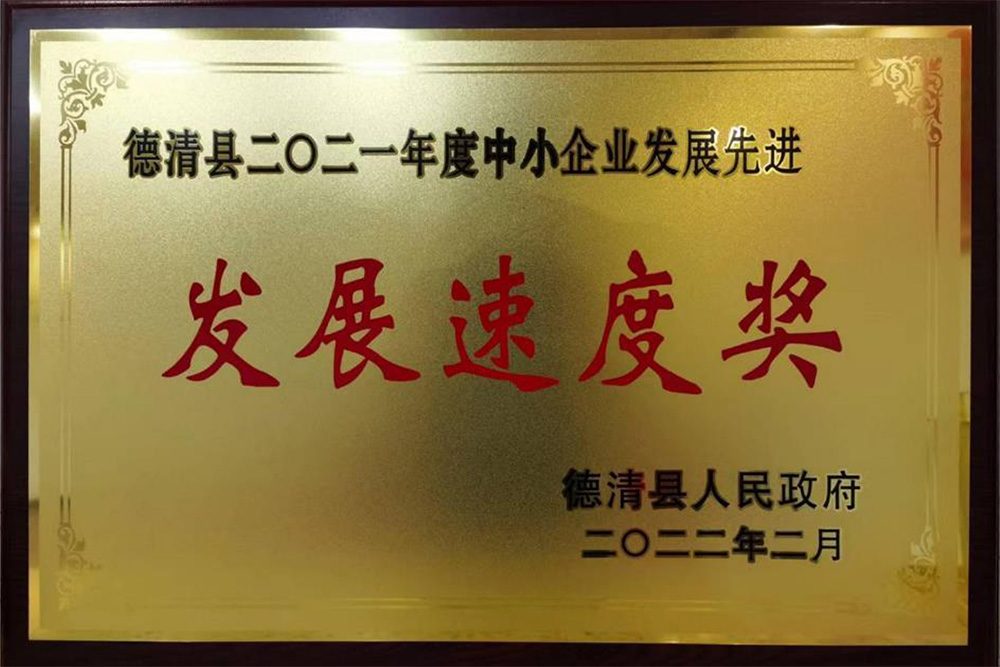 德清县二〇二一年度中小企业发展先进
发展速度奖
德清县人民政府
二〇二二年二月